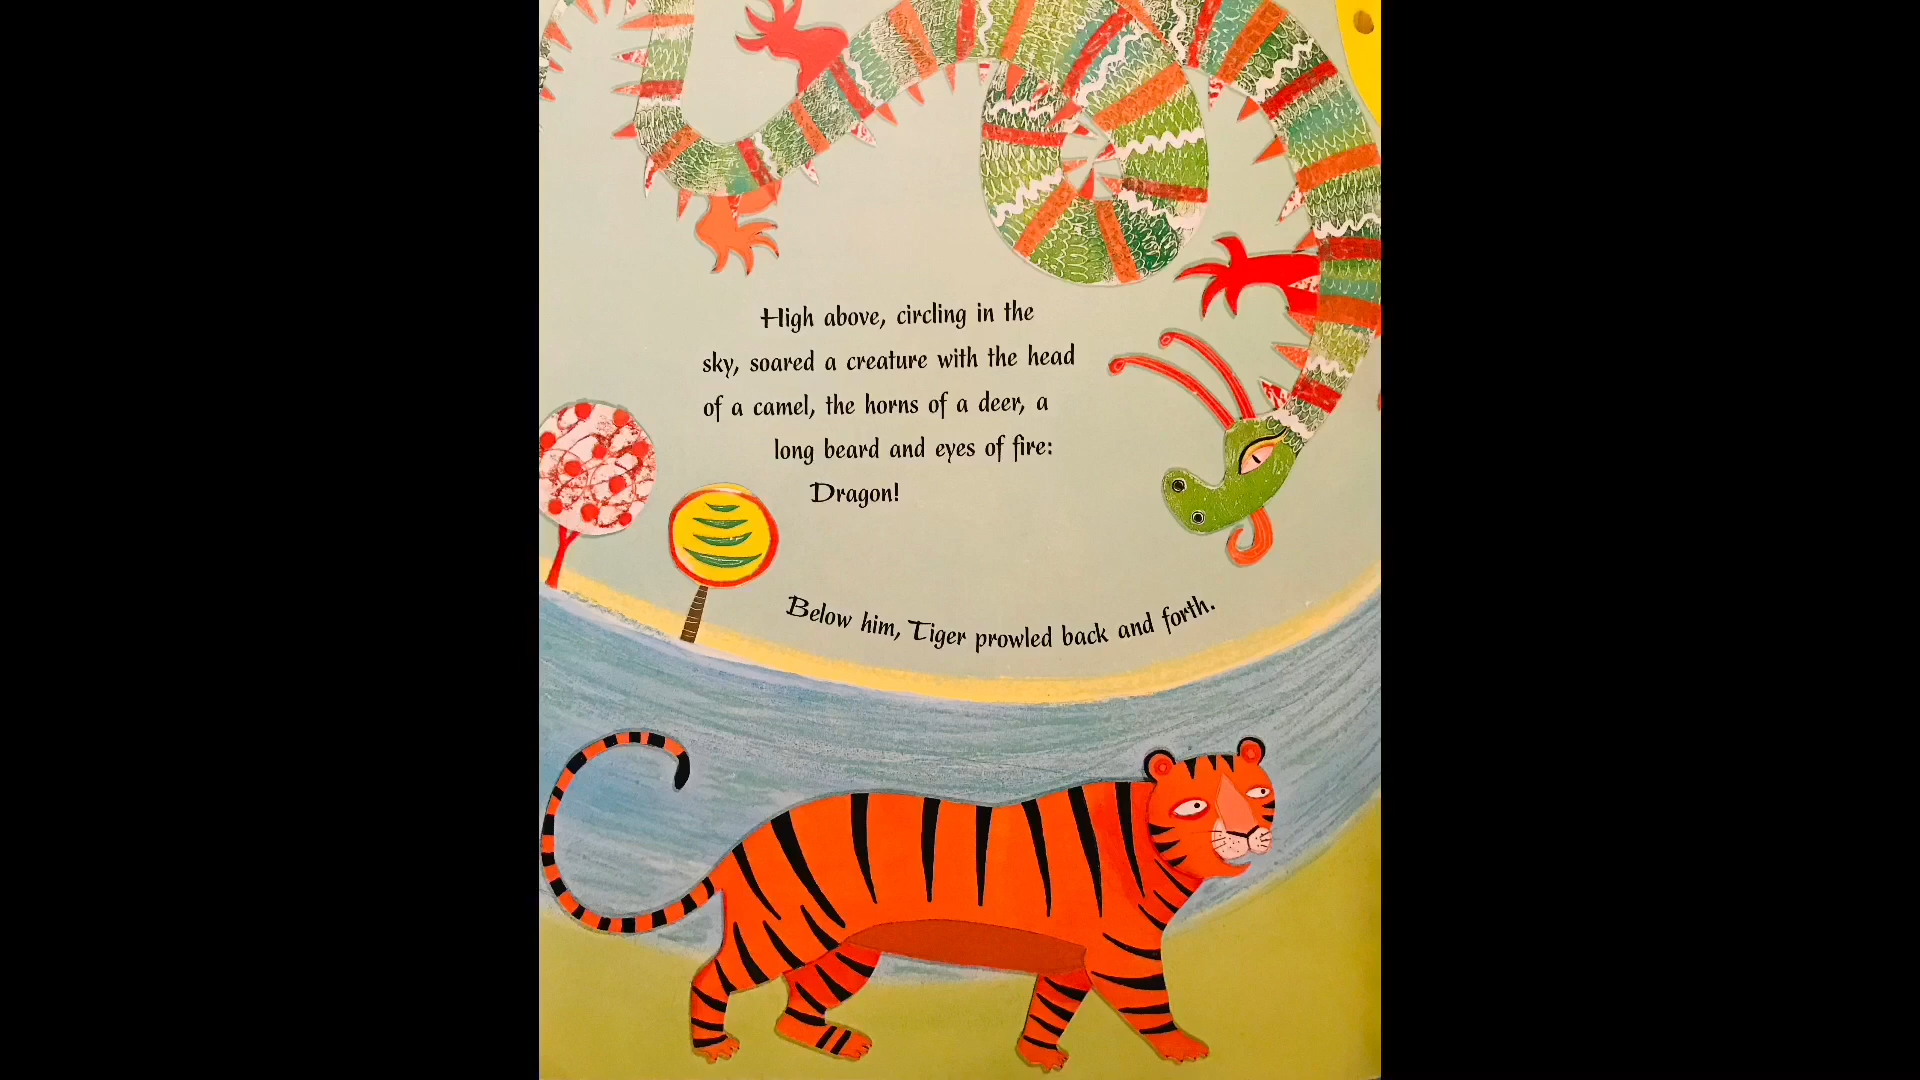 High above, circling in the
sky, soared a creature with the head
of a camel, the horns of a deer, a
long beard and eyes of fire:
Dragon!
Below him, Tiger prowled back and forth.